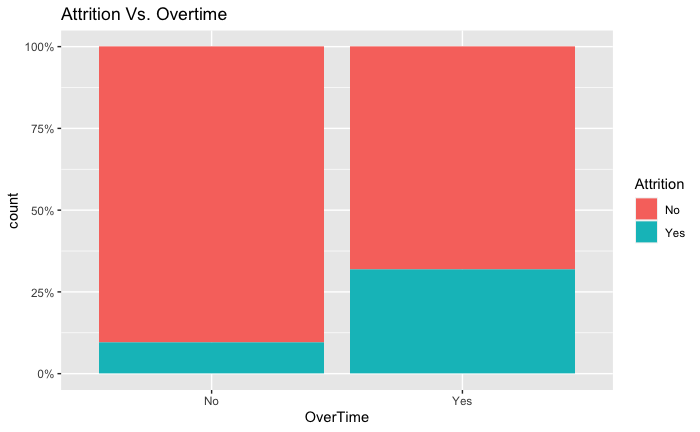 Attrition Vs. Overtime
100%
75%
50%
25%
0%
count
No
Yes
OverTime
Attrition
No
Yes